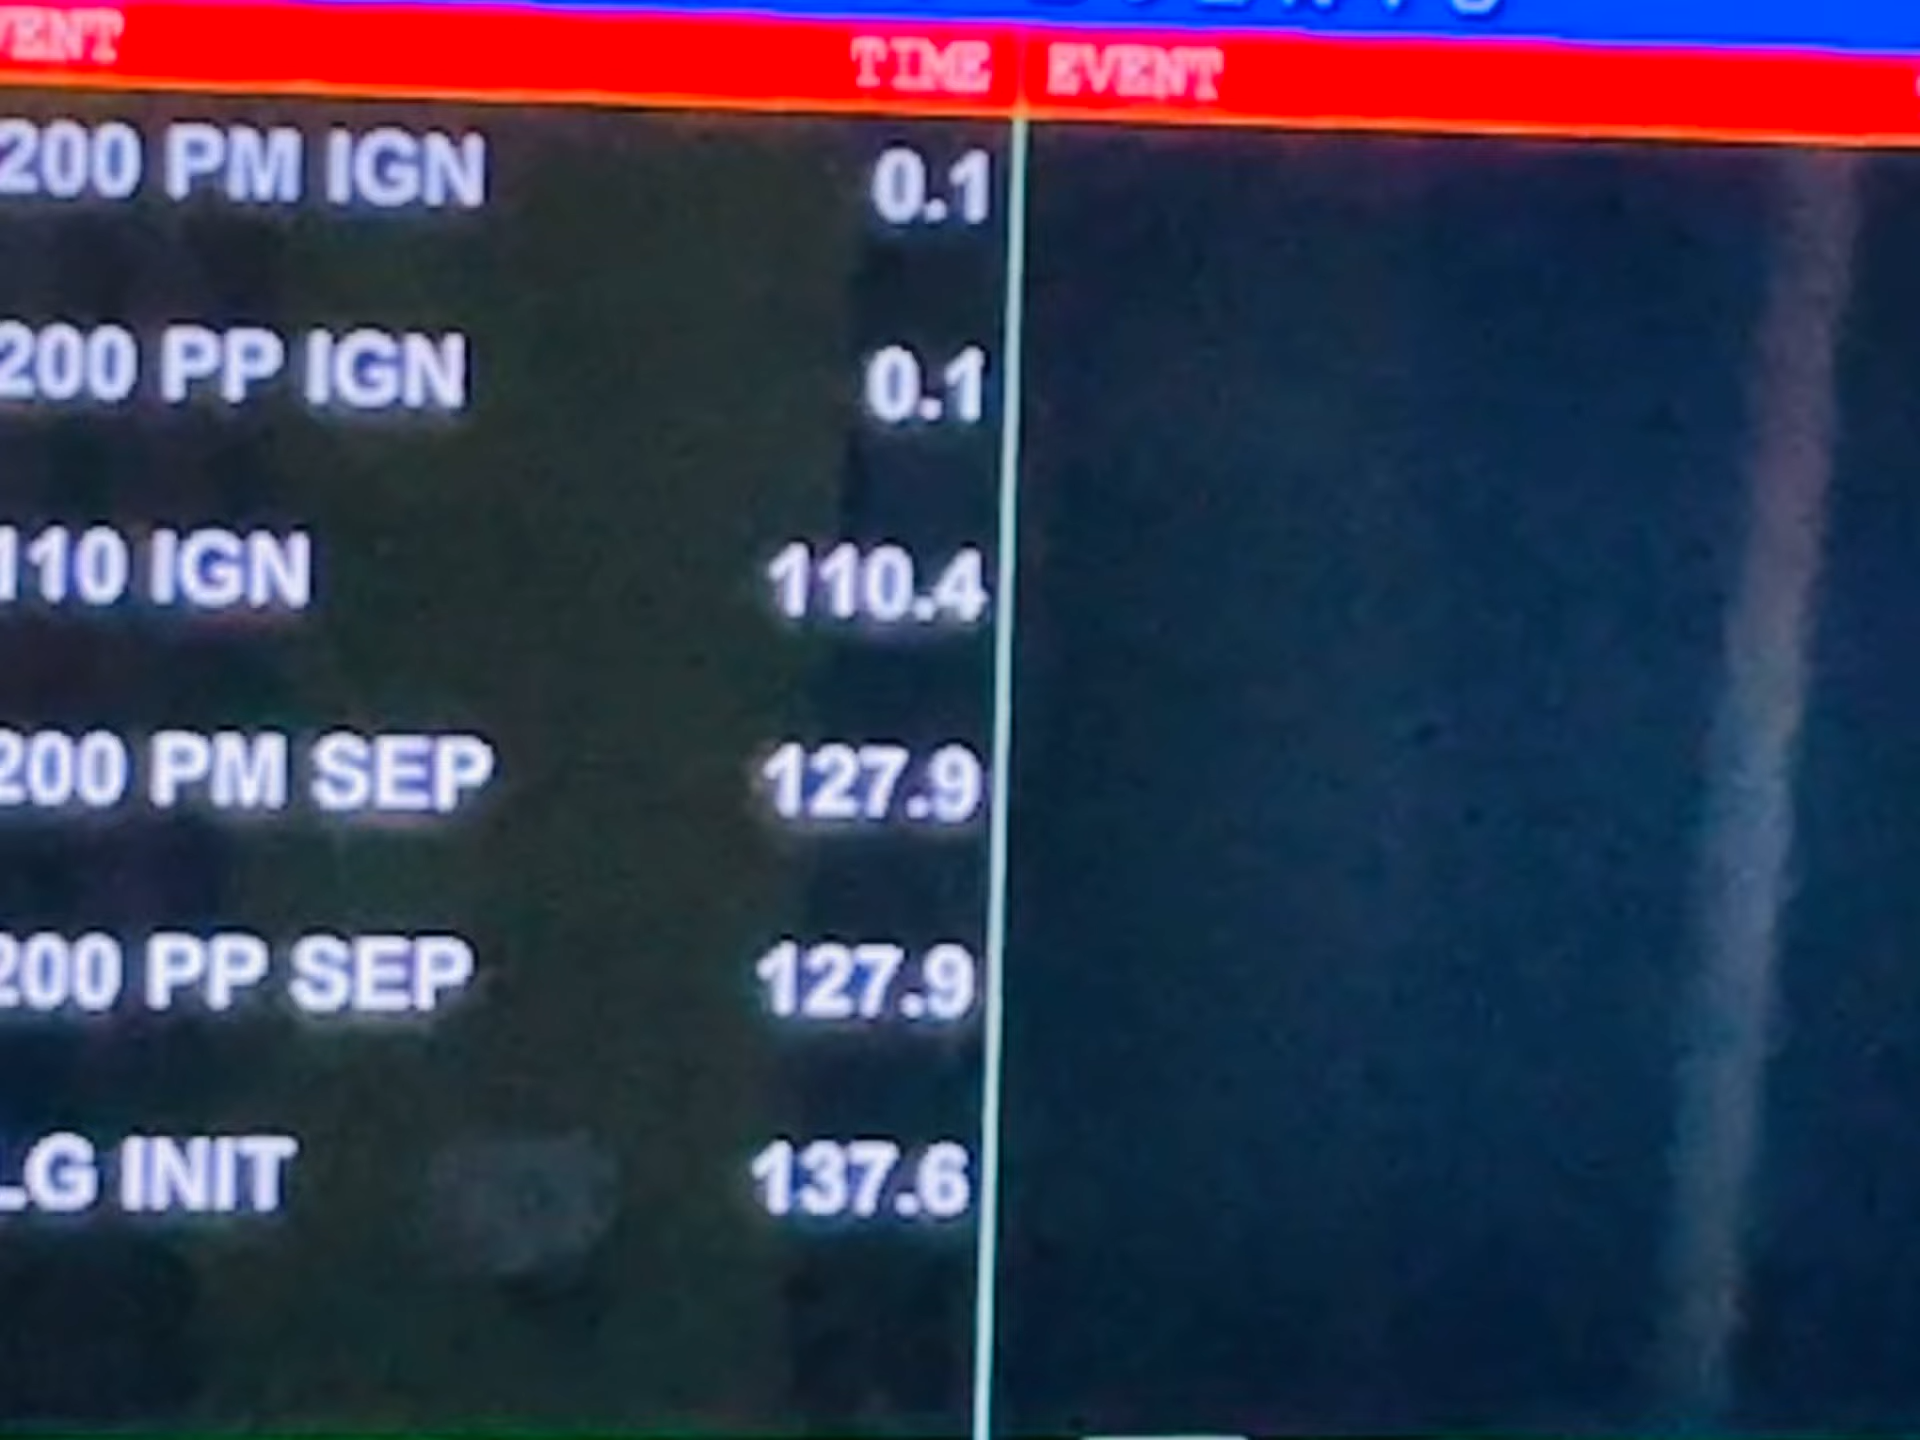 TIME EVENT
200 PM IGN 0.1
200 PP IGN 0.1
110 IGN 110.4
200 PM SEP 127.9
200 PP SEP 127.9
INIT 137.6